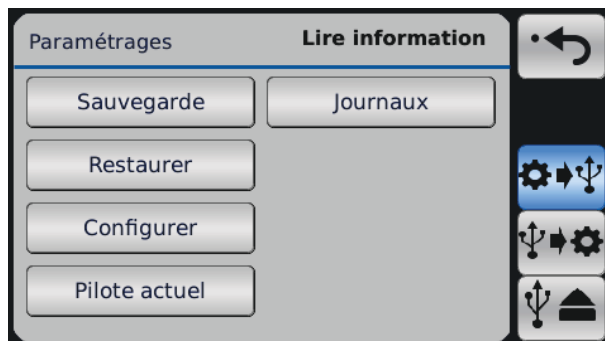 Paramétrages Lire information
Sauvegarde Journaux
Restaurer
Configurer
Pilote actuel